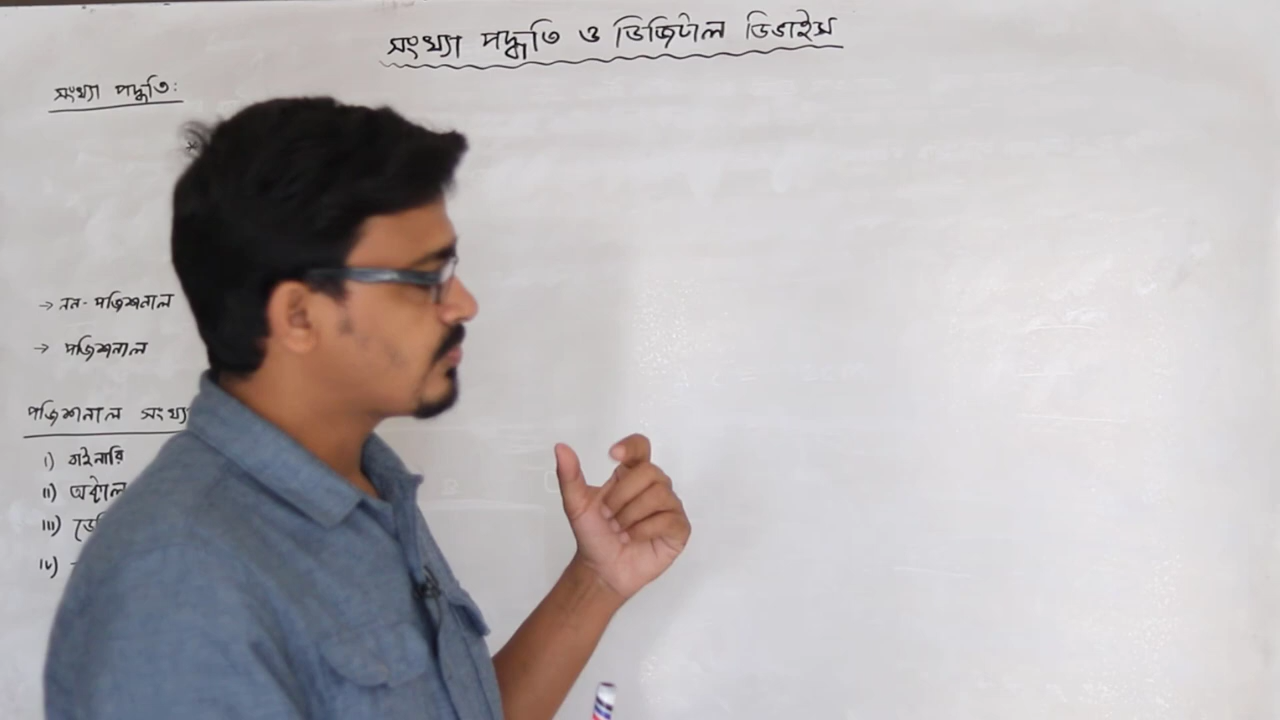 সংখ্যা পদ্ধতি ও ডিজিটাল ডিভাইস
সংখ্যা পদ্ধতি:
→ নন-পজিশনাল
→ পজিশনাল
পজিশনাল সংখ্যা
i) বাইনারি
ii) অক্টাল
iii)
iv)